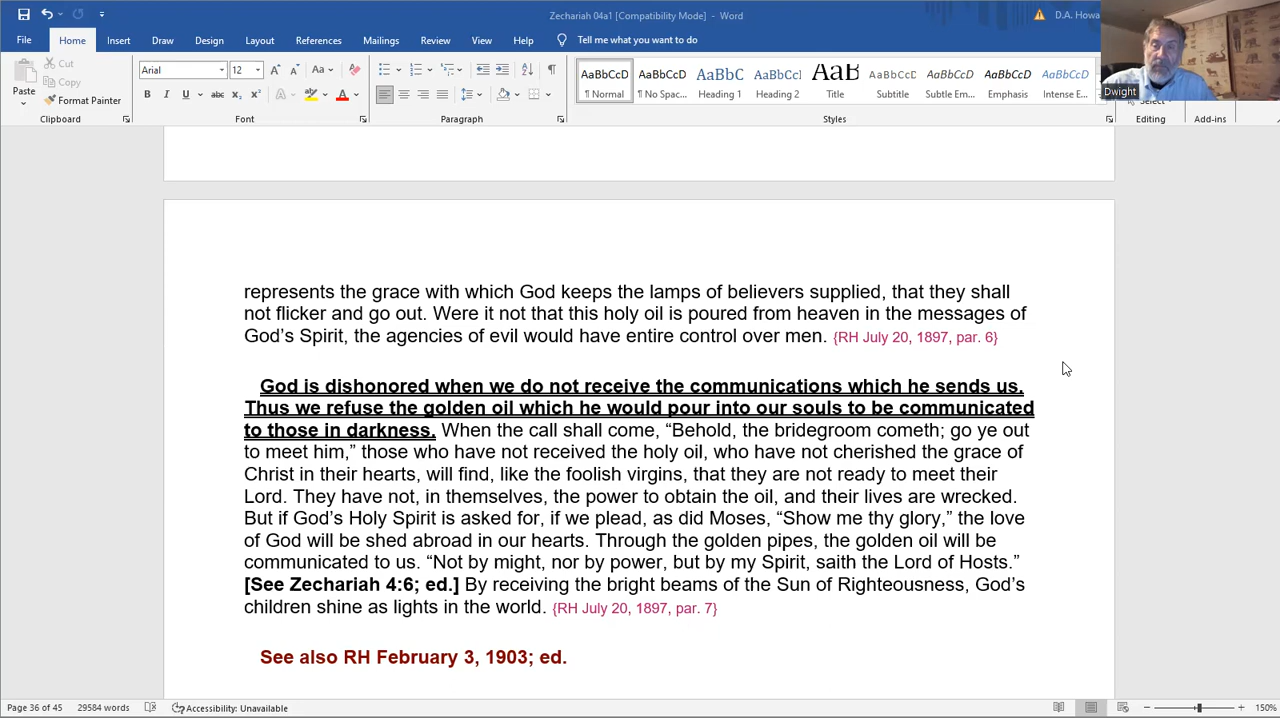 Zechariah 04a1 [Compatibility Mode] - Word
D.A. Howa
File Home Insert Draw Design Layout References Mailings Review View Help Tell me what you want to do
Paste
Cut
Copy
Format Painter
Clipboard
Arial 12
Font
Paragraph
AaBbCcD AaBbCcD AaBbC AaBbCcl AaB AaBbCcD AaBbCcD AaBbCcD AaBbCcD
¶ Normal ¶ No Spac... Heading 1 Heading 2 Title Subtitle Subtle Em... Emphasis Intense E...
Styles
Editing
Add-ins
Dwight
represents the grace with which God keeps the lamps of believers supplied, that they shall
not flicker and go out. Were it not that this holy oil is poured from heaven in the messages of
God’s Spirit, the agencies of evil would have entire control over men. {RH July 20, 1897, par. 6}
God is dishonored when we do not receive the communications which he sends us.
Thus we refuse the golden oil which he would pour into our souls to be communicated
to those in darkness. When the call shall come, “Behold, the bridegroom cometh; go ye out
to meet him,” those who have not received the holy oil, who have not cherished the grace of
Christ in their hearts, will find, like the foolish virgins, that they are not ready to meet their
Lord. They have not, in themselves, the power to obtain the oil, and their lives are wrecked.
But if God’s Holy Spirit is asked for, if we plead, as did Moses, “Show me thy glory,” the love
of God will be shed abroad in our hearts. Through the golden pipes, the golden oil will be
communicated to us. “Not by might, nor by power, but by my Spirit, saith the Lord of Hosts.”
[See Zechariah 4:6; ed.] By receiving the bright beams of the Sun of Righteousness, God’s
children shine as lights in the world. {RH July 20, 1897, par. 7}
See also RH February 3, 1903; ed.
Page 36 of 45 29584 words Accessibility: Unavailable 150%